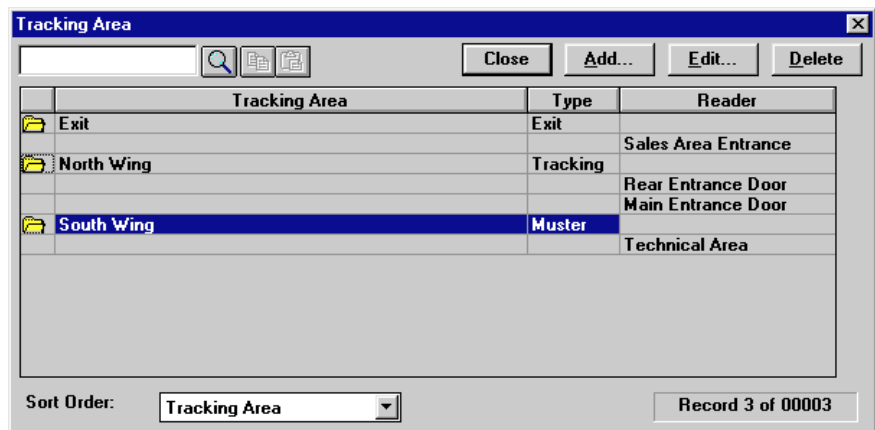 Tracking Area
Close Add... Edit... Delete
Tracking Area Type Reader
Exit Exit
Sales Area Entrance
North Wing Tracking
Rear Entrance Door
Main Entrance Door
South Wing Muster
Technical Area
Sort Order: Tracking Area Record 3 of 00003